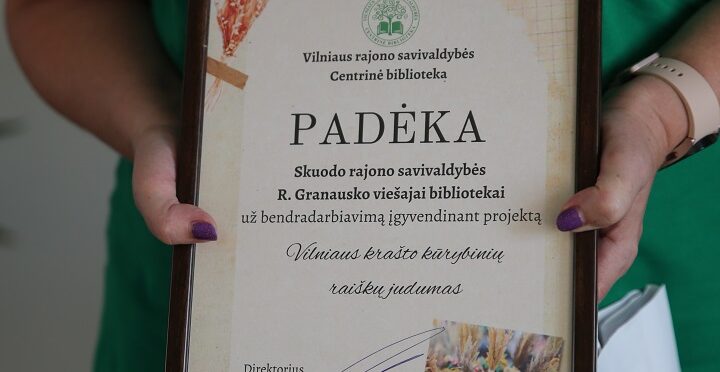 Vilniaus rajono savivaldybės
Centrinė biblioteka
PADĖKA
Skuodo rajono savivaldybės
R. Granausko viešajai bibliotekai
už bendradarbiavimą įgyvendinant projektą
Vilniaus krašto kūrybinių
raiškų judumas
Direktorius